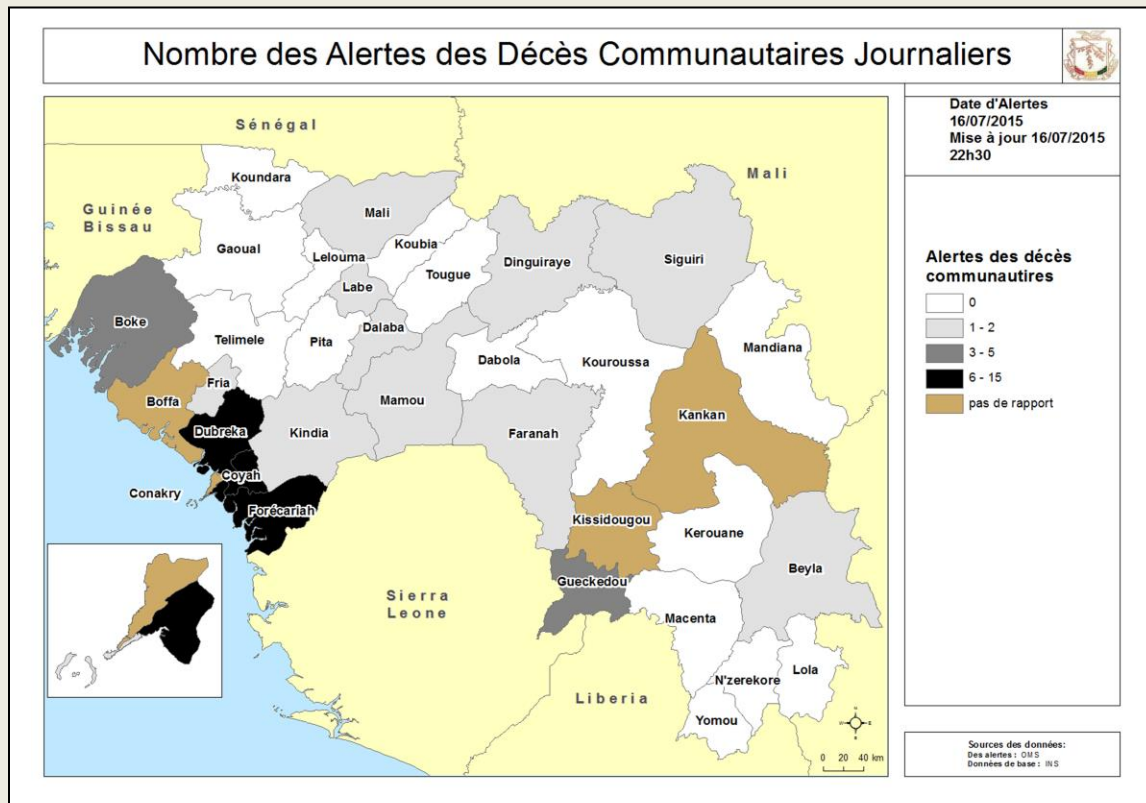 Nombre des Alertes des Décès Communautaires Journaliers
Date d'Alertes
16/07/2015
Mise à jour 16/07/2015
22h30
Alertes des décès
communautires
0
1 - 2
3 - 5
6 - 15
pas de rapport
Sénégal
Mali
Guinée
Bissau
Koundara
Mali
Gaoual
Lelouma
Koubia
Tougue
Dinguiraye
Siguiri
Labe
Boke
Telimele
Pita
Dalaba
Dabola
Kouroussa
Mandiana
Fria
Boffa
Mamou
Kankan
Dubreka
Kindia
Faranah
Coyah
Conakry
Forécariah
Kissidougou
Kerouane
Beyla
Gueckedou
Sierra
Leone
Macenta
N'zerekore
Lola
Liberia
Yomou
N
W
E
S
0 20 40 km
Sources des données:
Des alertes : OMS
Données de base : INS